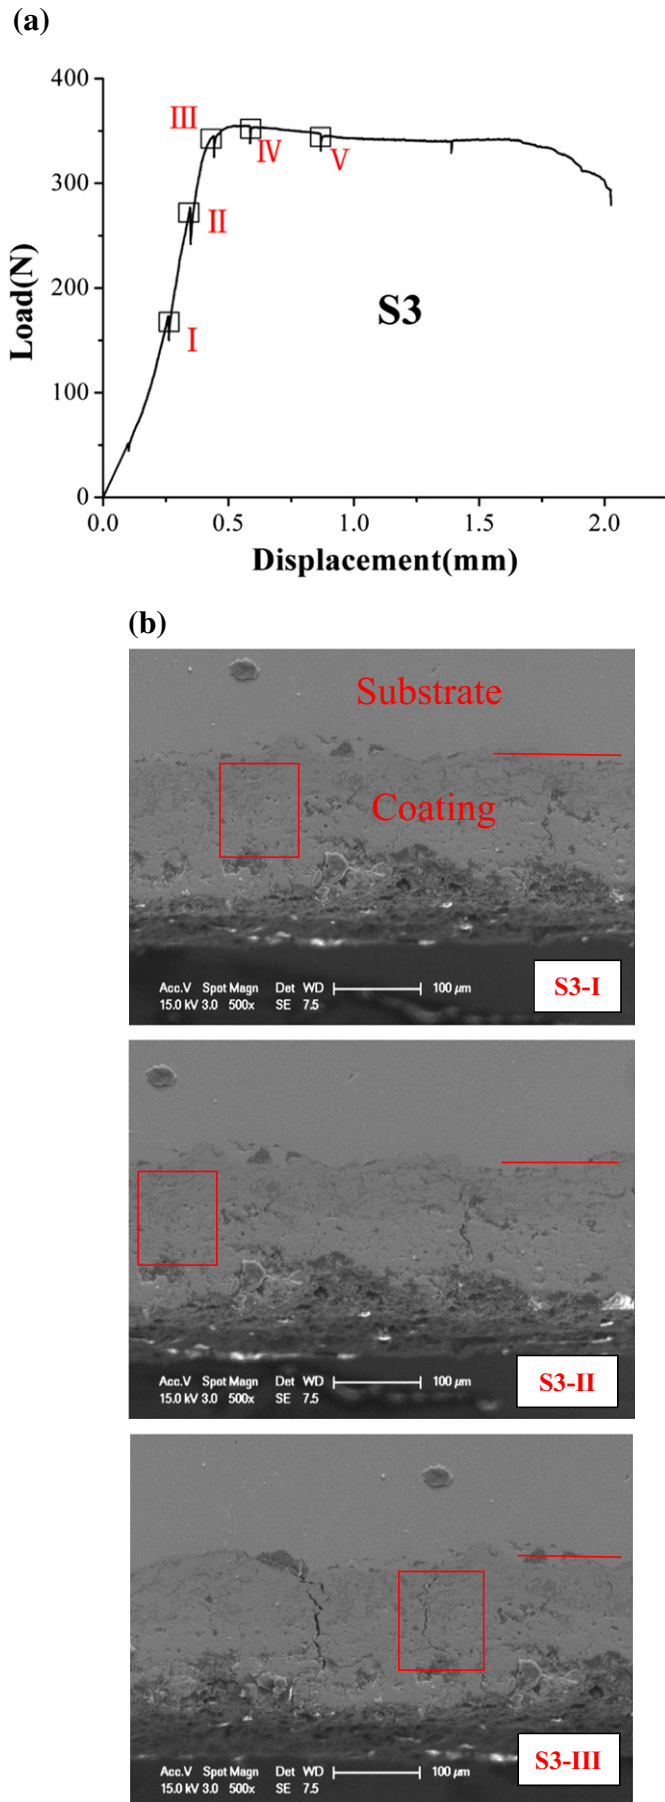 (a)
400
III
IV
V
300
II
Load(N)
200
S3
I
100
0
0.0 0.5 1.0 1.5 2.0
Displacement(mm)
(b)
Substrate
Coating
Acc.V Spot Magn Det WD 100 µm
15.0 kV 3.0 500x SE 7.5
S3-I
Acc.V Spot Magn Det WD 100 µm
15.0 kV 3.0 500x SE 7.5
S3-II
Acc.V Spot Magn Det WD 100 µm
15.0 kV 3.0 500x SE 7.5
S3-III